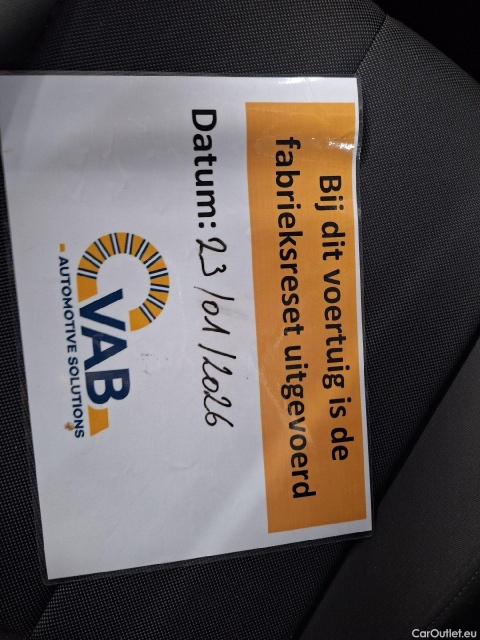 Bij dit voertuig is de
fabrieksreset uitgevoerd
Datum: 23/01/2026
VAB
AUTOMOTIVE SOLUTIONS
CarOutlet.eu